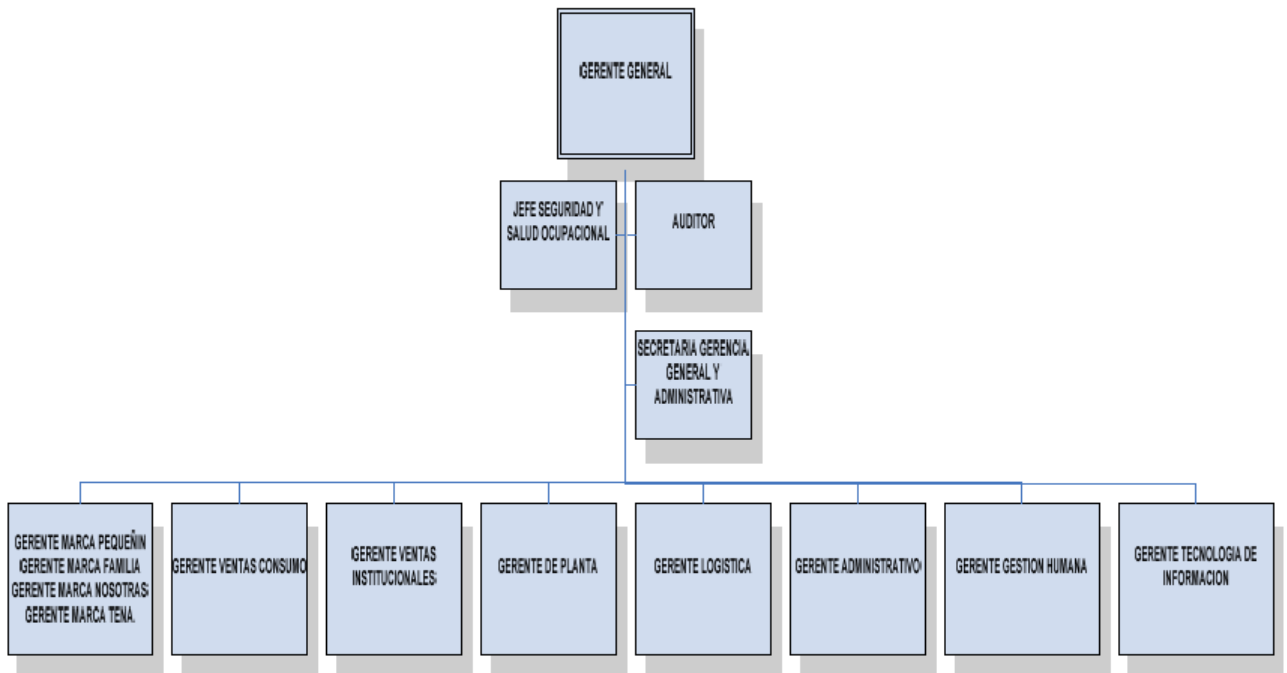 GERENTE GENERAL
JEFE SEGURIDAD Y
SALUD OCUPACIONAL
AUDITOR
SECRETARIA GERENCIA
GENERAL Y
ADMINISTRATIVA
GERENTE MARCA PEQUEÑIN
GERENTE MARCA FAMILIA
GERENTE MARCA NOSOTRAS
GERENTE MARCA TENA.
GERENTE VENTAS CONSUMO
GERENTE VENTAS
INSTITUCIONALES
GERENTE DE PLANTA
GERENTE LOGISTICA
GERENTE ADMINISTRATIVO
GERENTE GESTION HUMANA
GERENTE TECNOLOGIA DE
INFORMACION